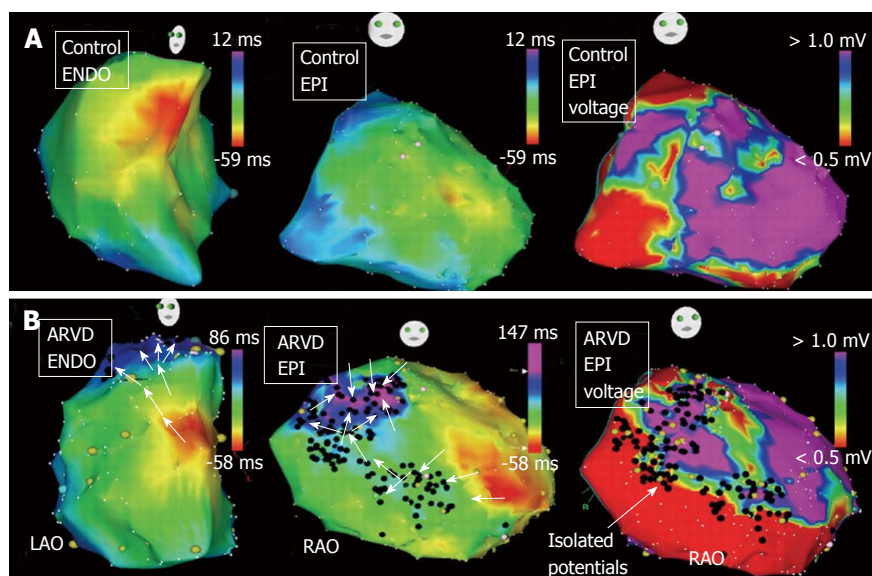 A
Control
ENDO
12 ms
-59 ms
Control
EPI
12 ms
-59 ms
Control
EPI
voltage
> 1.0 mV
< 0.5 mV
B
ARVD
ENDO
86 ms
-58 ms
LAO
ARVD
EPI
147 ms
-58 ms
RAO
ARVD
EPI
voltage
> 1.0 mV
< 0.5 mV
R
Isolated
potentials
RAO